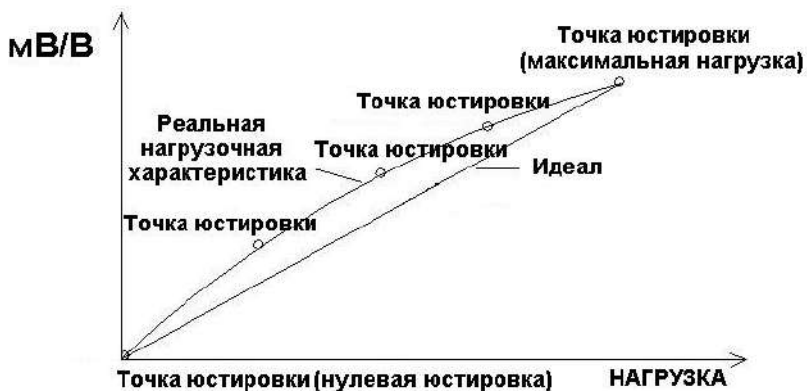 мВ/В
Точка юстировки
(максимальная нагрузка)
Точка юстировки
Реальная
нагрузочная
характеристика
Точка юстировки
Идеал
Точка юстировки
Точка юстировки (нулевая юстировка)
НАГРУЗКА